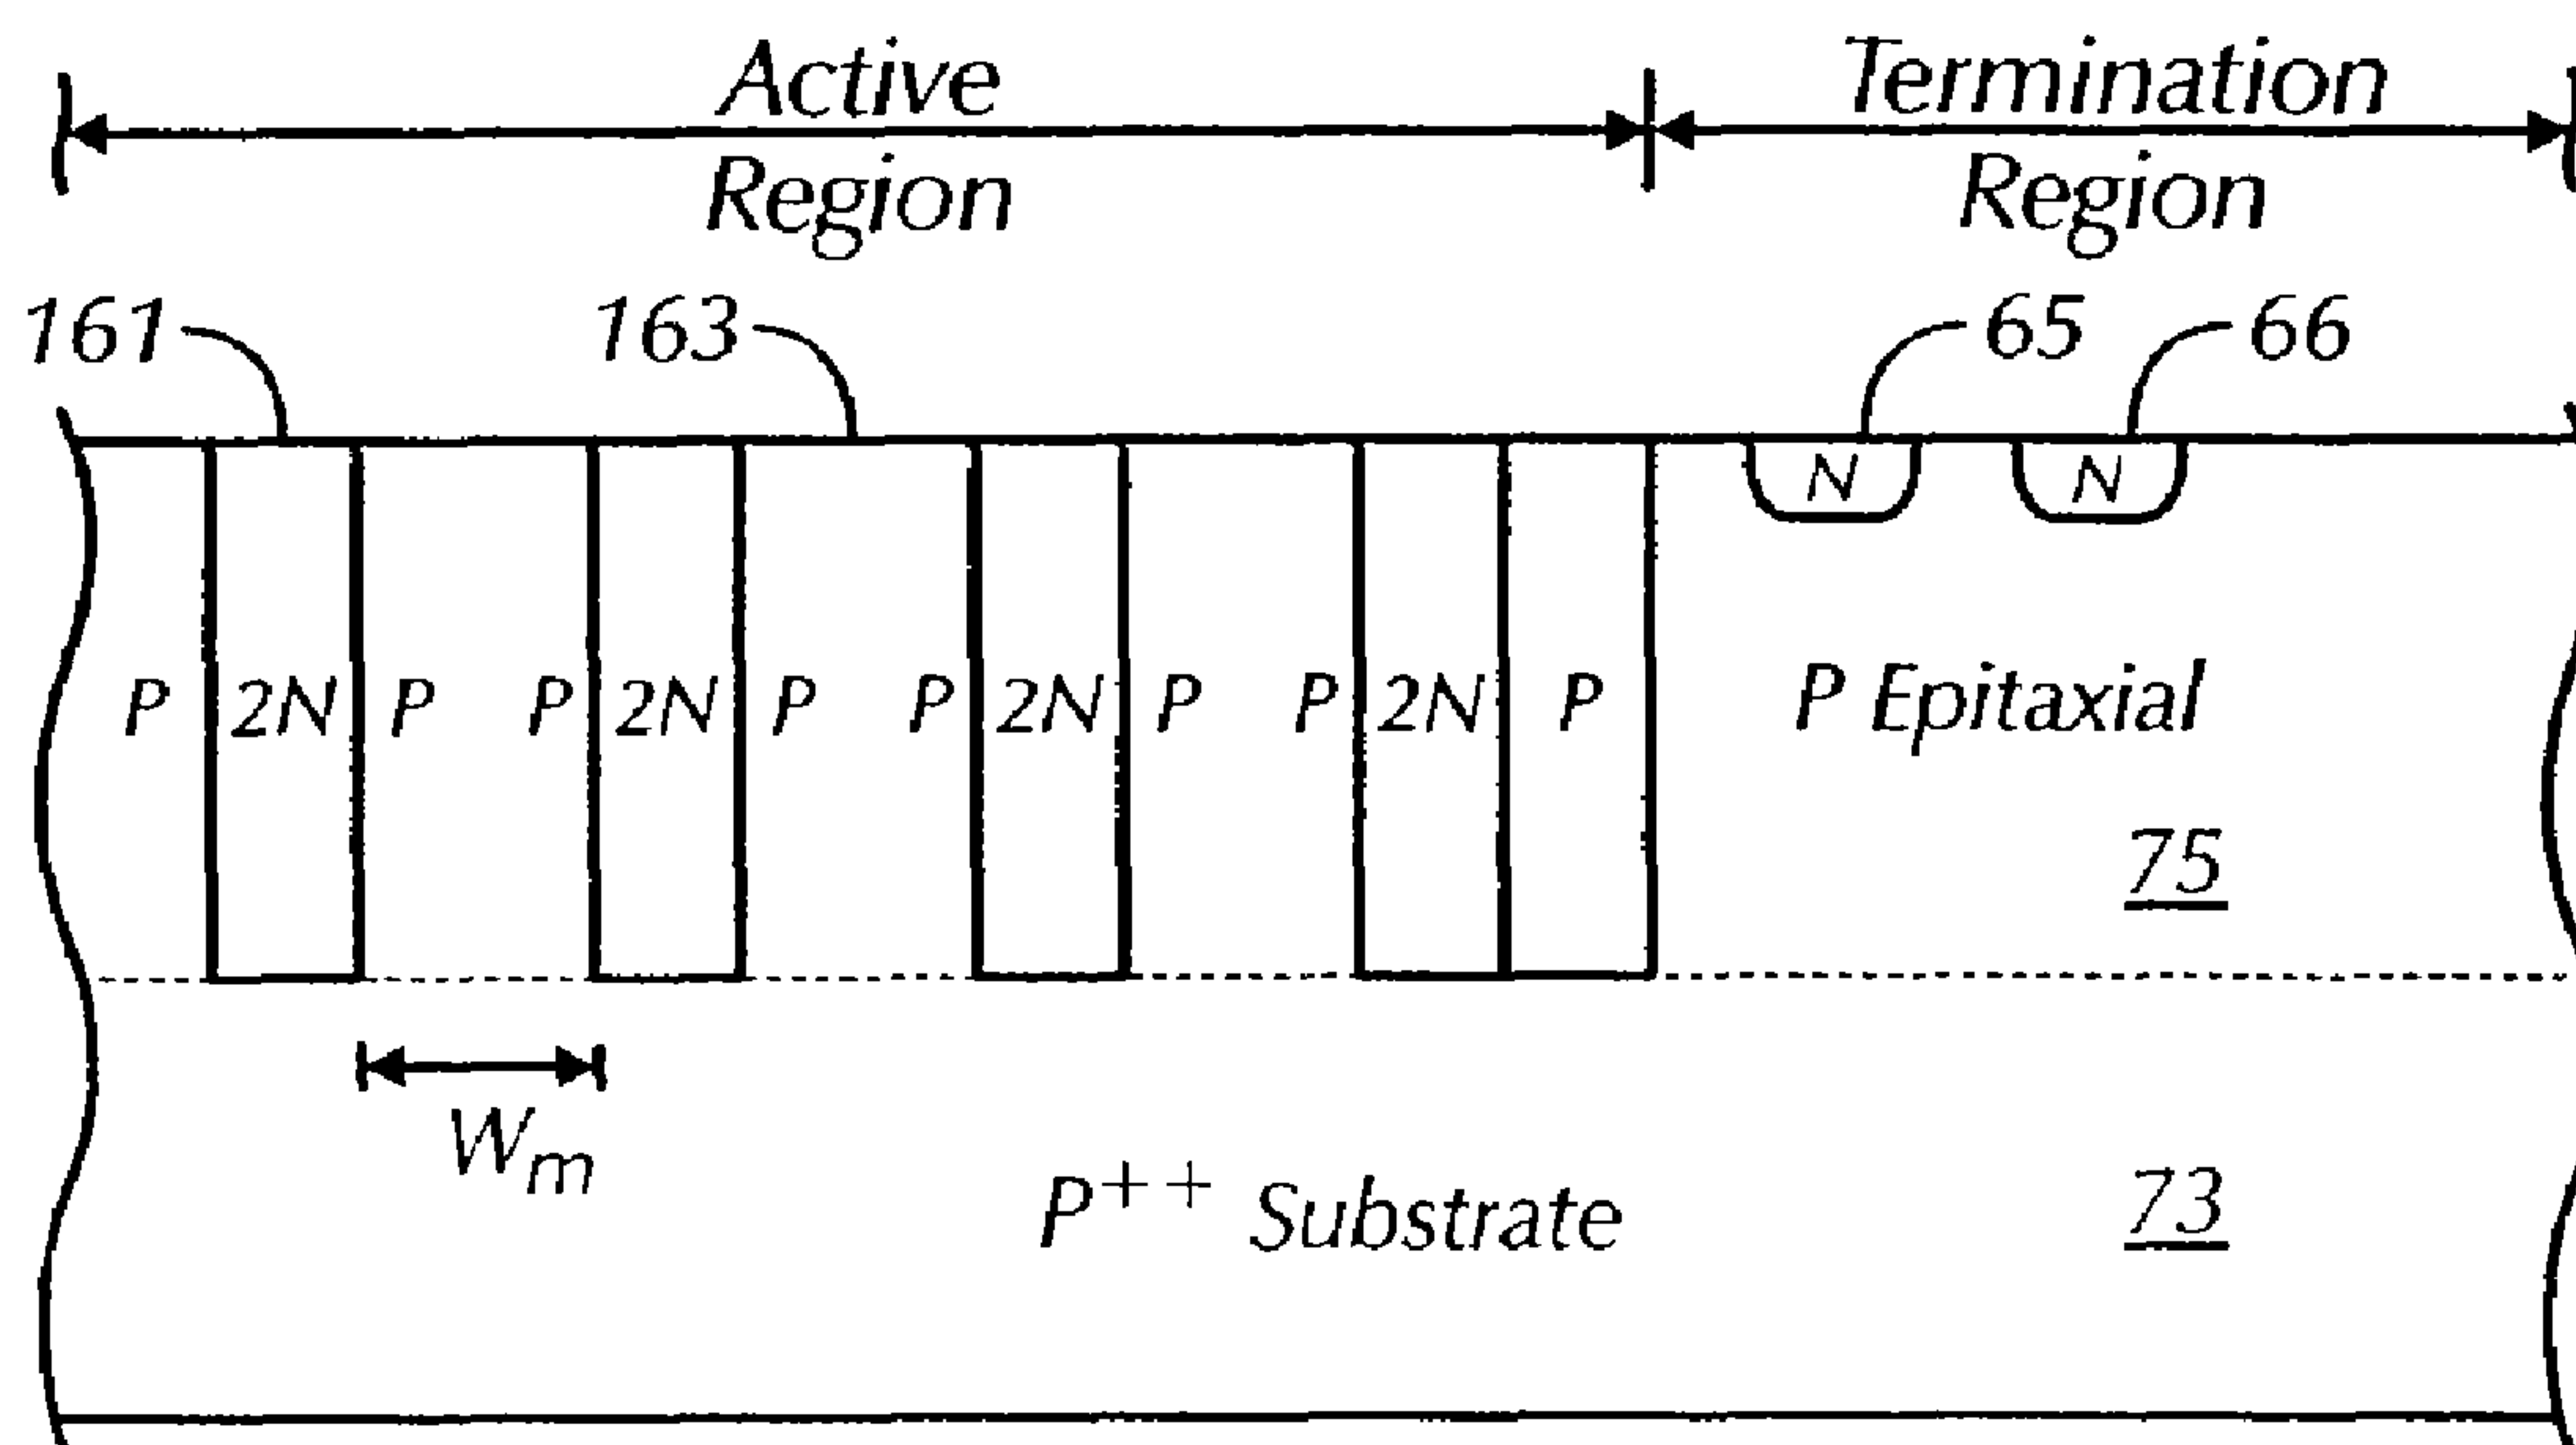 Active
Region
Termination
Region
161
163
65
66
N
N
P
2N
P
P
2N
P
P
2N
P
P
2N
P
P Epitaxial
75
Wm
P++ Substrate
73